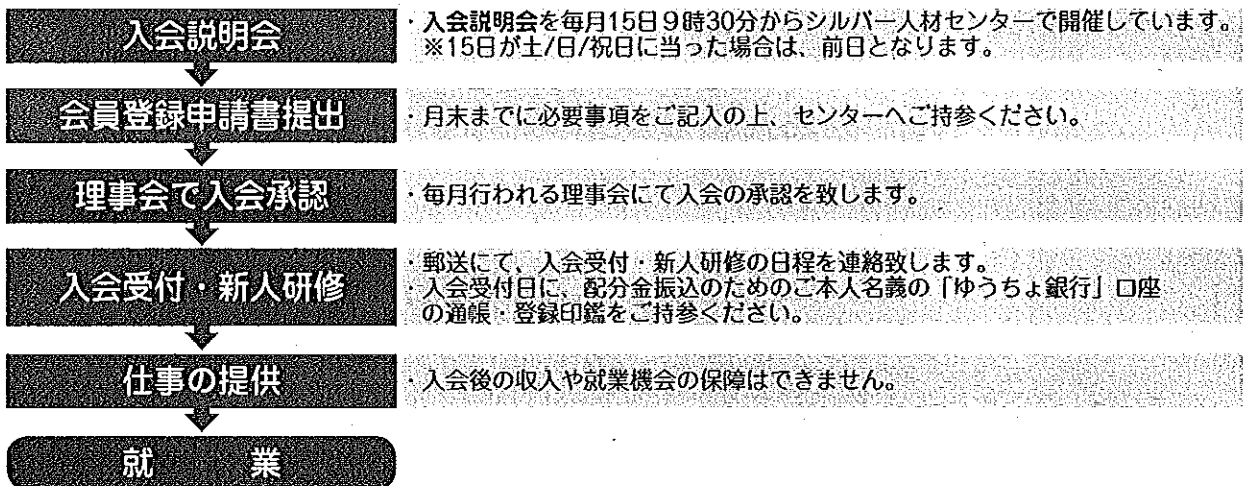 入会説明会
・入会説明会を毎月15日9時30分からシルバー人材センターで開催しています。
※15日が土/日/祝日に当った場合は、前日となります。
会員登録申請書提出
・月末までに必要事項をご記入の上、センターへご持参ください。
理事会で入会承認
・毎月行われる理事会にて入会の承認を致します。
入会受付・新人研修
・郵送にて、入会受付・新人研修の日程を連絡致します。
・入会受付日に、配分金振込のためのご本人名義の「ゆうちょ銀行」口座
の通帳・登録印鑑をご持参ください。
仕事の提供
・入会後の収入や就業機会の保障はできません。
就　業